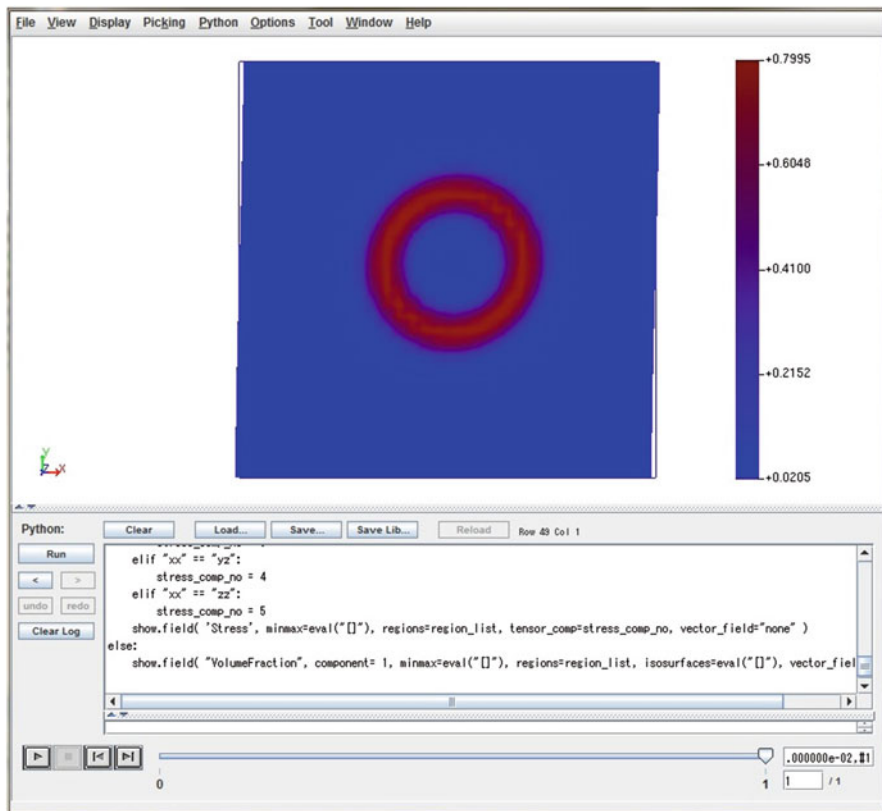 File View Display Picking Python Options Tool Window Help
+0.7995
+0.6048
+0.4100
+0.2152
+0.0205
y
z x
Python: Clear Load... Save... Save Lib... Reload Row 49 Col 1
Run
< >
undo redo
Clear Log
elif "xx" == "yz":
stress_comp_no = 4
elif "xx" == "zz":
stress_comp_no = 5
show.field( 'Stress', minmax=eval("[]"), regions=region_list, tensor_comp=stress_comp_no, vector_field="none" )
else:
show.field( "VolumeFraction", component= 1, minmax=eval("[]"), regions=region_list, isosurfaces=eval("[]"), vector_fiel
0 1
.000000e-02,#1
1 / 1